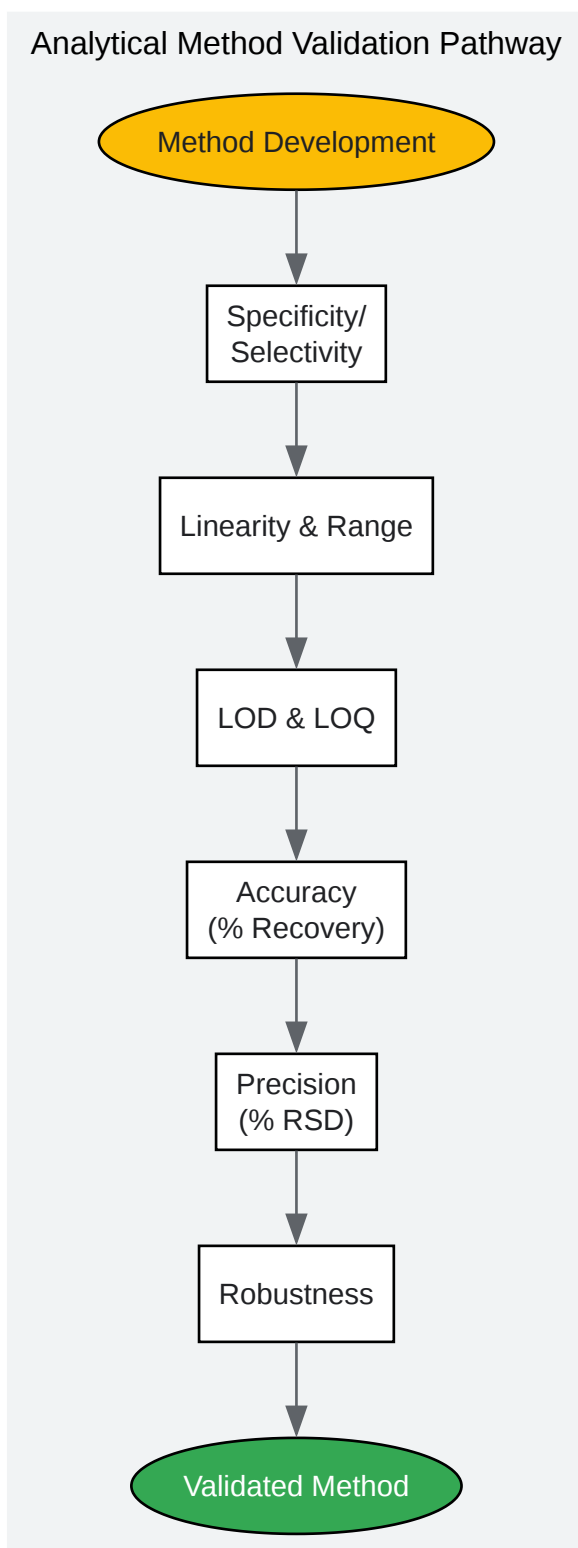 Analytical Method Validation Pathway
Method Development
Specificity/
Selectivity
Linearity & Range
LOD & LOQ
Accuracy
(% Recovery)
Precision
(% RSD)
Robustness
Validated Method